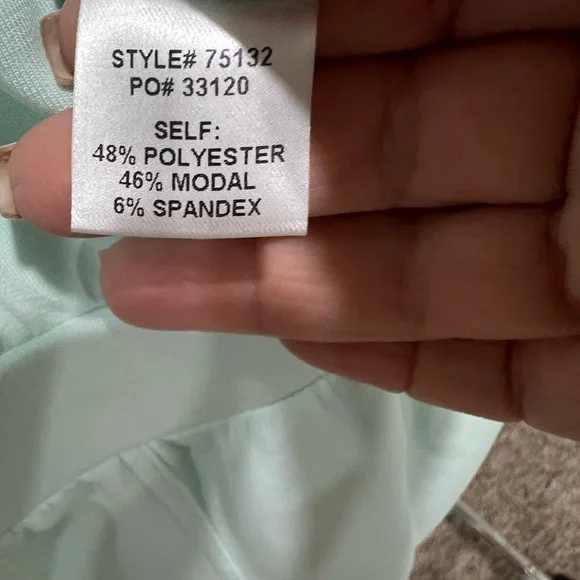 STYLE# 75132
PO# 33120
SELF:
48% POLYESTER
46% MODAL
6% SPANDEX